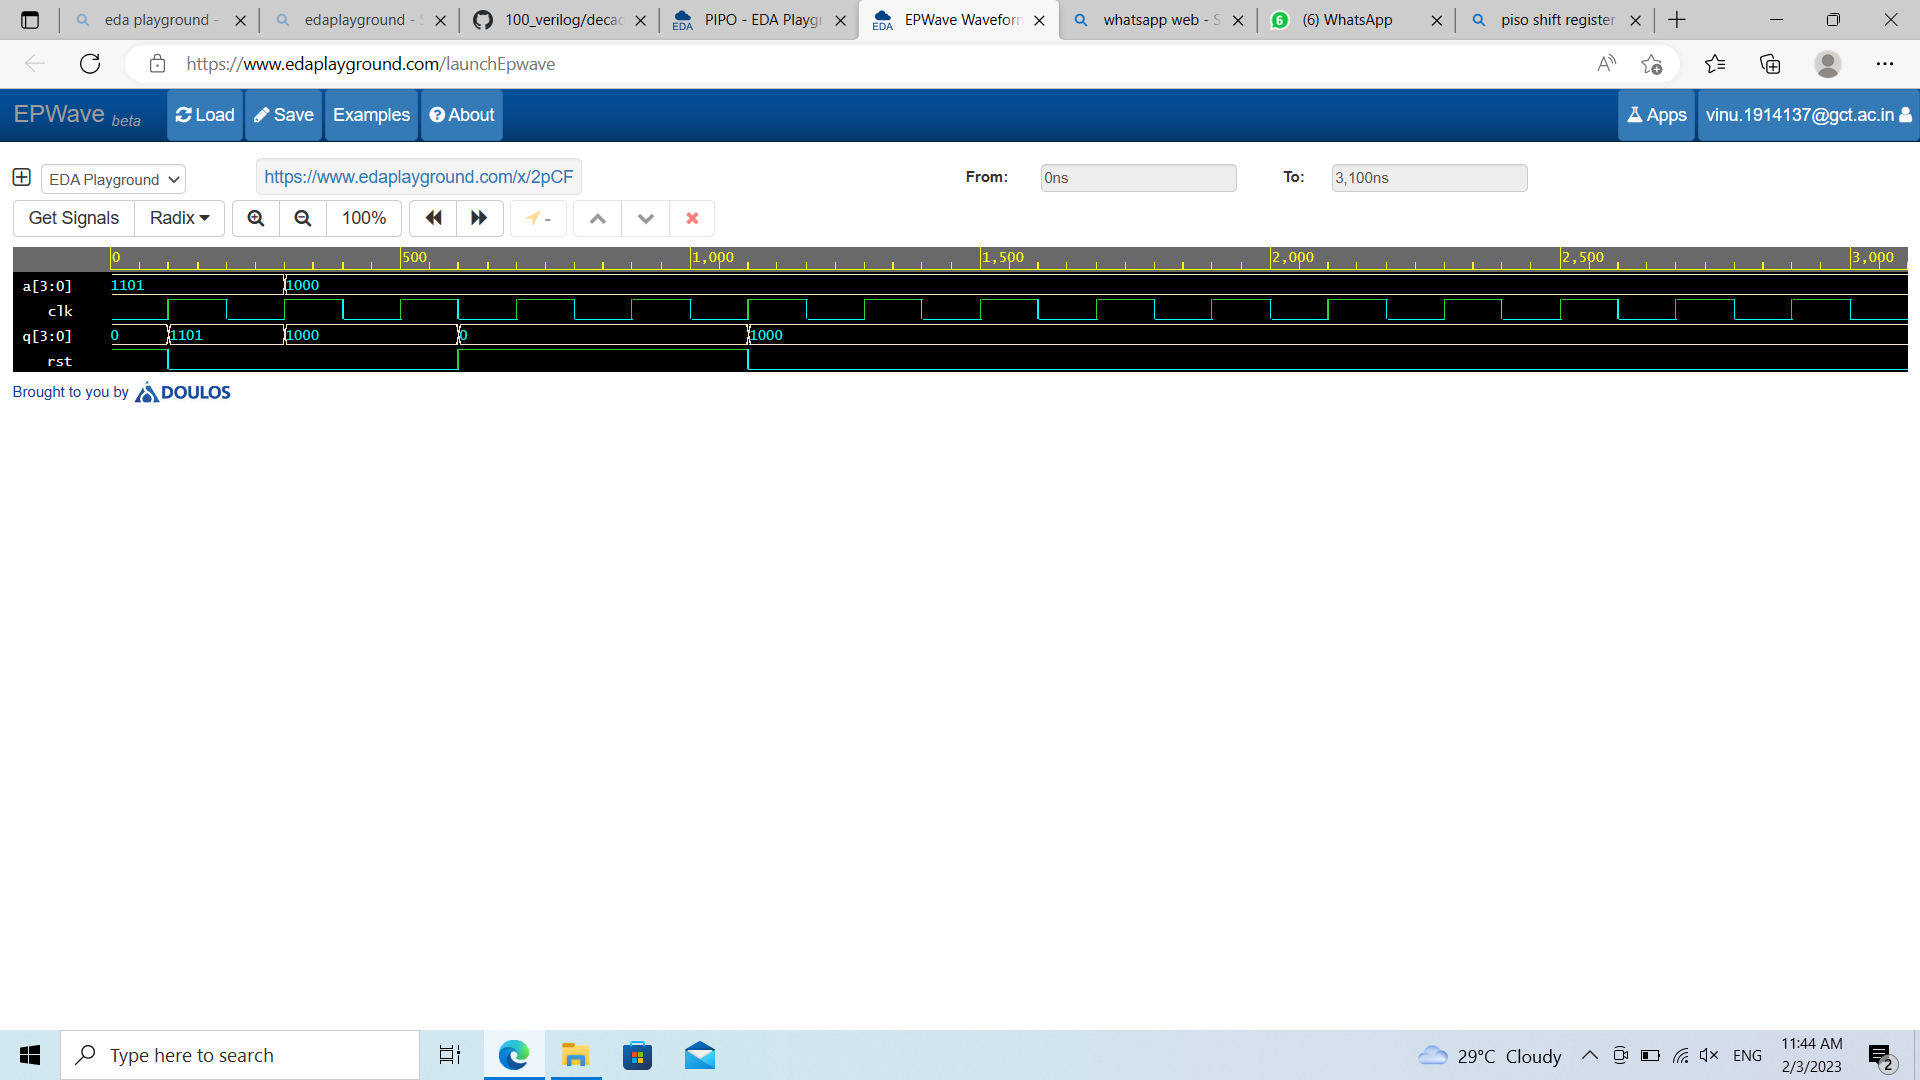 eda playground -
edaplayground - S
100_verilog/decad
PIPO - EDA Playgr
EPWave Waveform
whatsapp web - S
(6) WhatsApp
piso shift register
https://www.edaplayground.com/launchEpwave
EPWave beta
Load
Save
Examples
About
Apps
vinu.1914137@gct.ac.in
EDA Playground
https://www.edaplayground.com/x/2pCF
From:
0ns
To:
3,100ns
Get Signals
Radix
100%
-
0
500
1,000
1,500
2,000
2,500
3,000
a[3:0]
1101
1000
clk
q[3:0]
0
1101
1000
0
1000
rst
Brought to you by DOULOS
Type here to search
29°C Cloudy
ENG
11:44 AM
2/3/2023
2